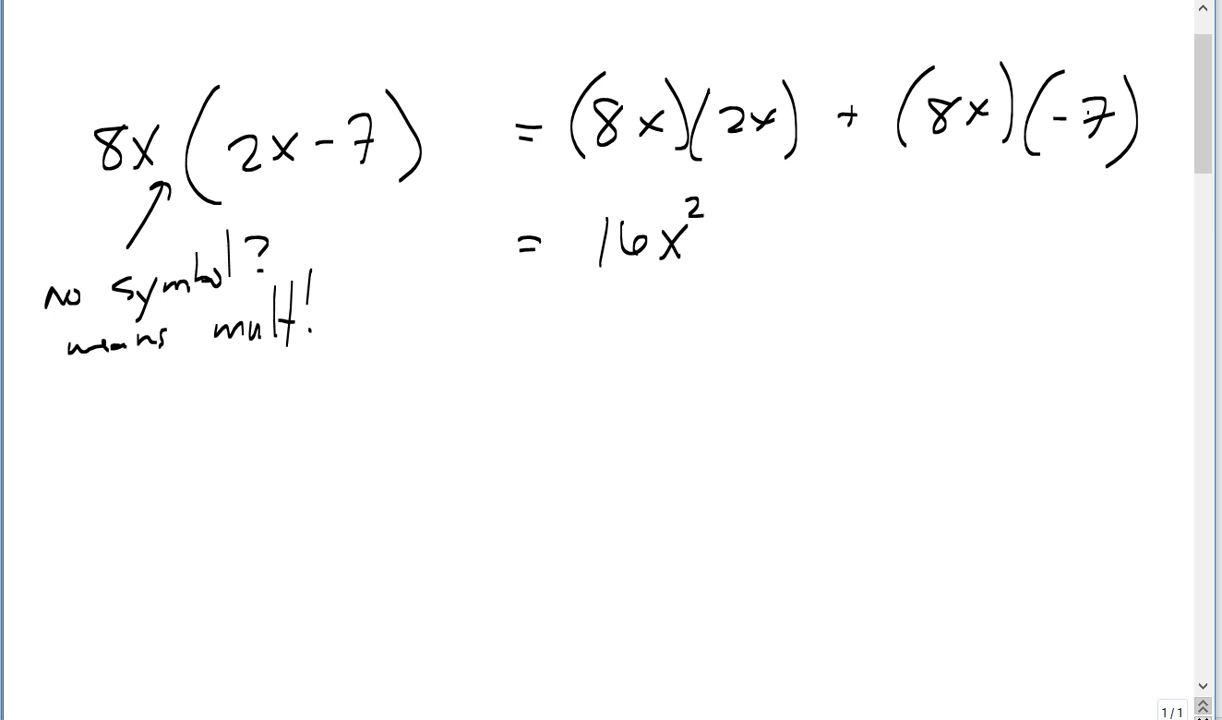 8x(2x-7) = (8x)(2x) + (8x)(-7)
= 16x²
No symbol?
means mult!
1/1